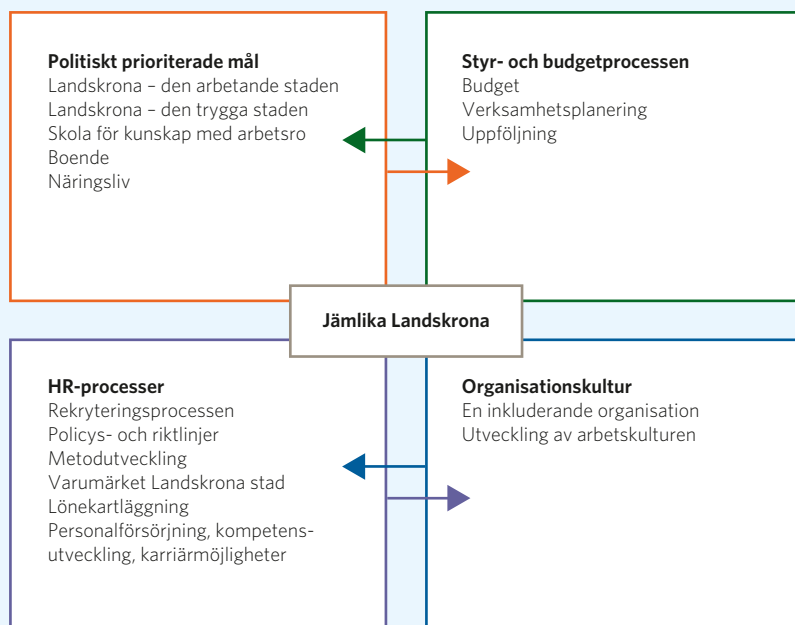 Politiskt prioriterade mål
Landskrona – den arbetande staden
Landskrona – den trygga staden
Skola för kunskap med arbetsro
Boende
Näringsliv
Styr- och budgetprocessen
Budget
Verksamhetsplanering
Uppföljning
Jämlika Landskrona
HR-processer
Rekryteringsprocessen
Policys- och riktlinjer
Metodutveckling
Varumärket Landskrona stad
Lönekartläggning
Personalförsörjning, kompetens-
utveckling, karriärmöjligheter
Organisationskultur
En inkluderande organisation
Utveckling av arbetskulturen